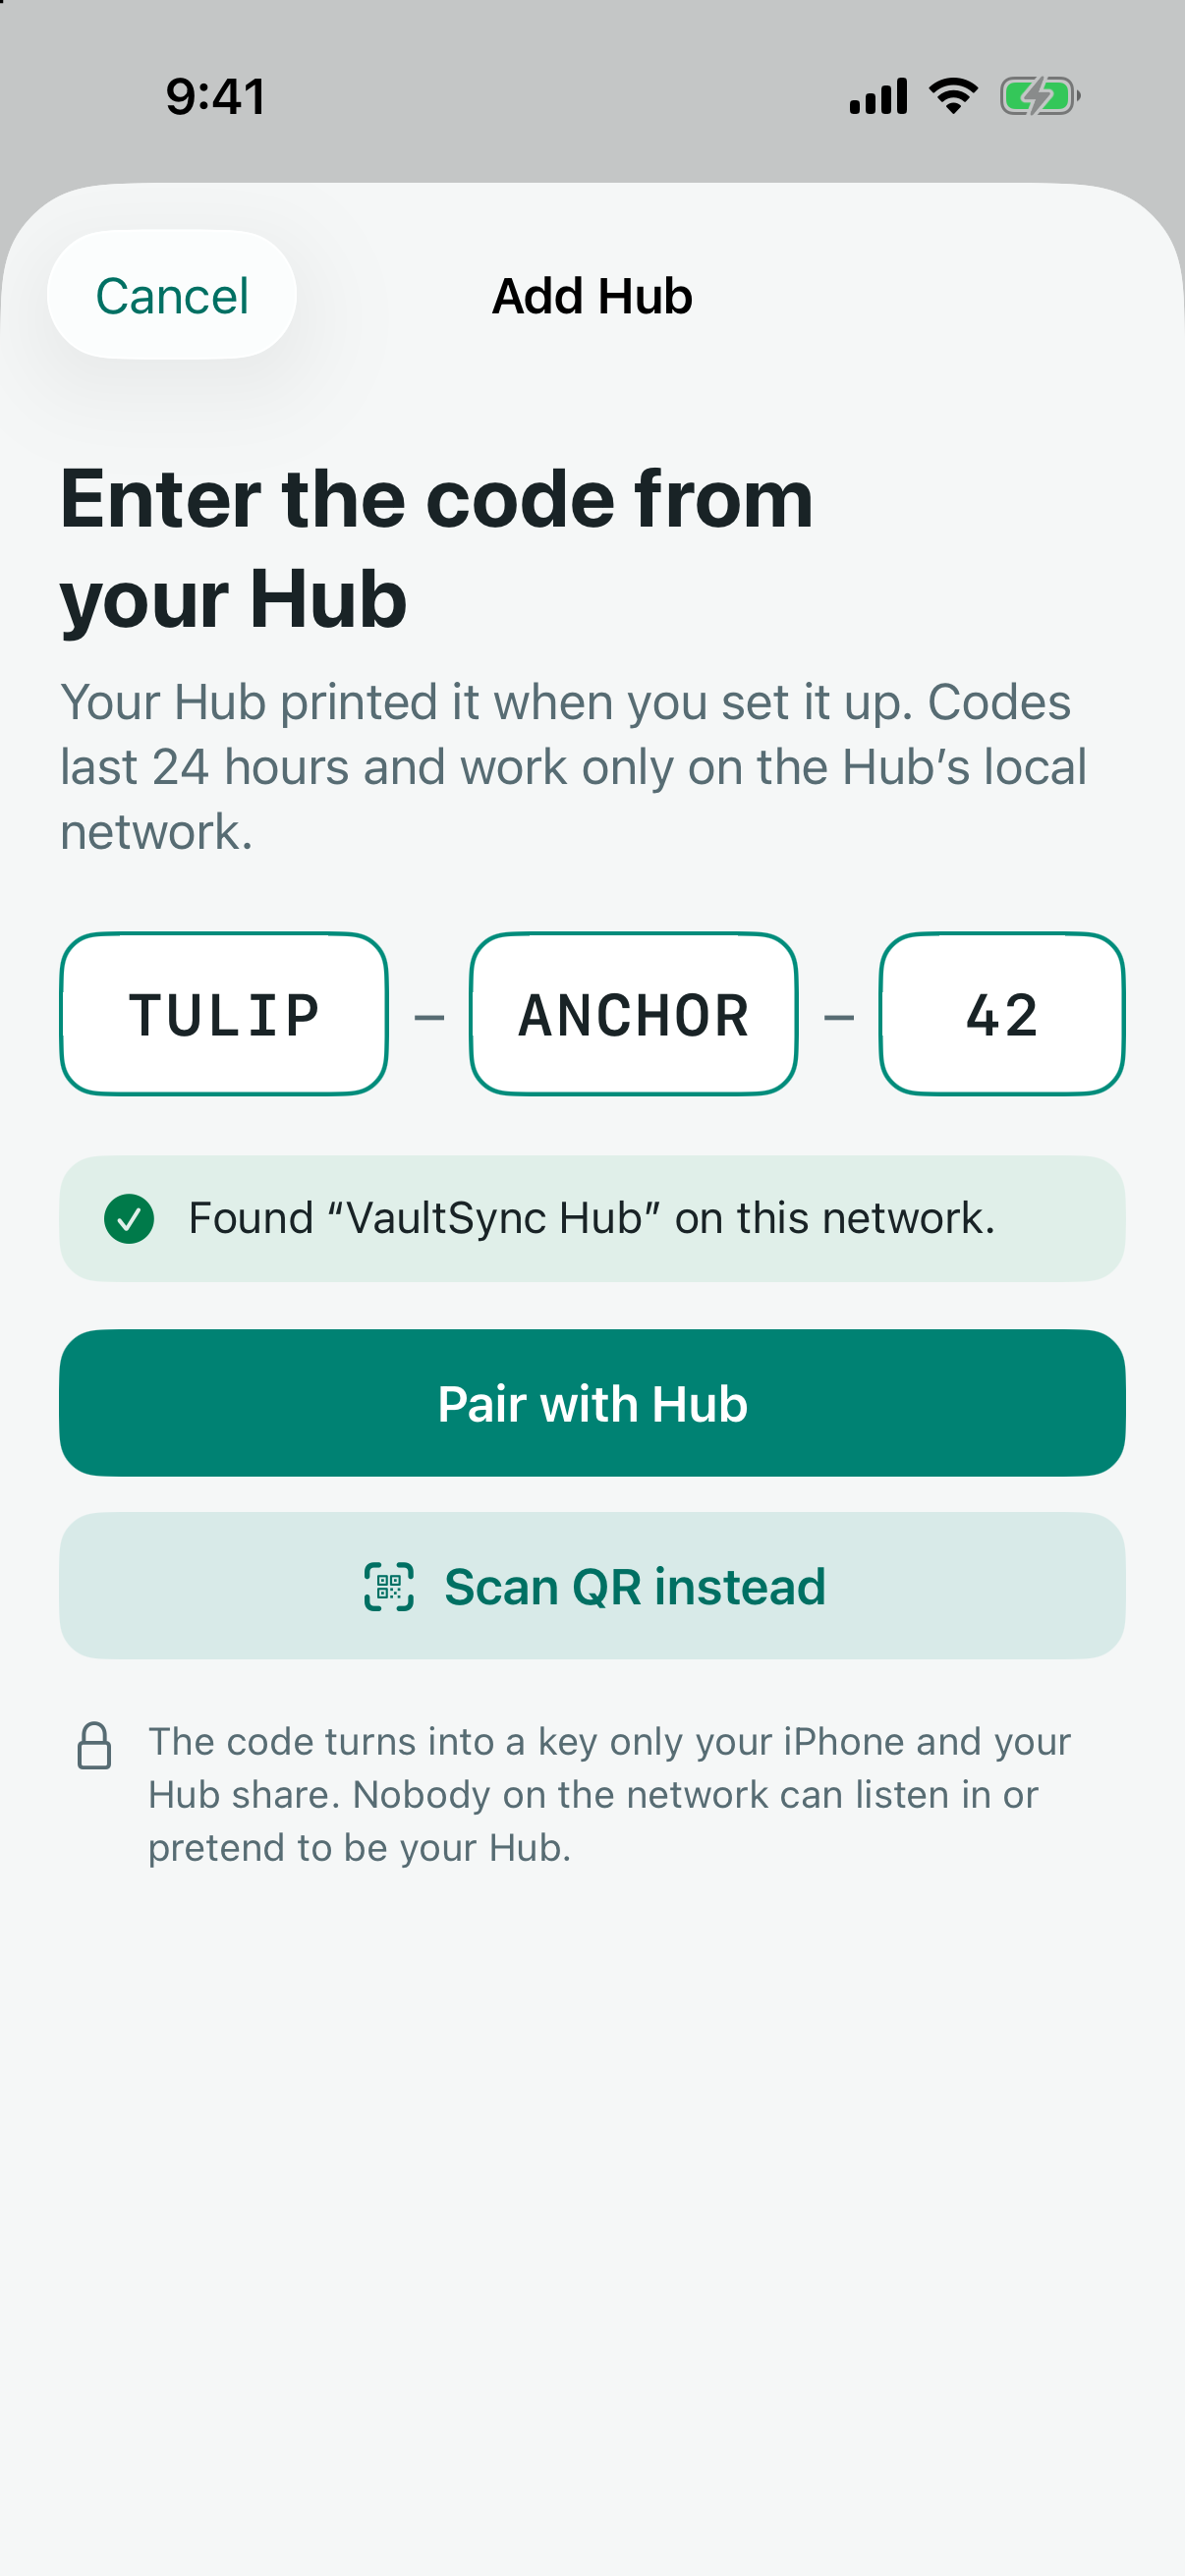 9:41
Cancel
Add Hub
Enter the code from
your Hub
Your Hub printed it when you set it up. Codes
last 24 hours and work only on the Hub’s local
network.
TULIP – ANCHOR – 42
Found “VaultSync Hub” on this network.
Pair with Hub
Scan QR instead
The code turns into a key only your iPhone and your
Hub share. Nobody on the network can listen in or
pretend to be your Hub.